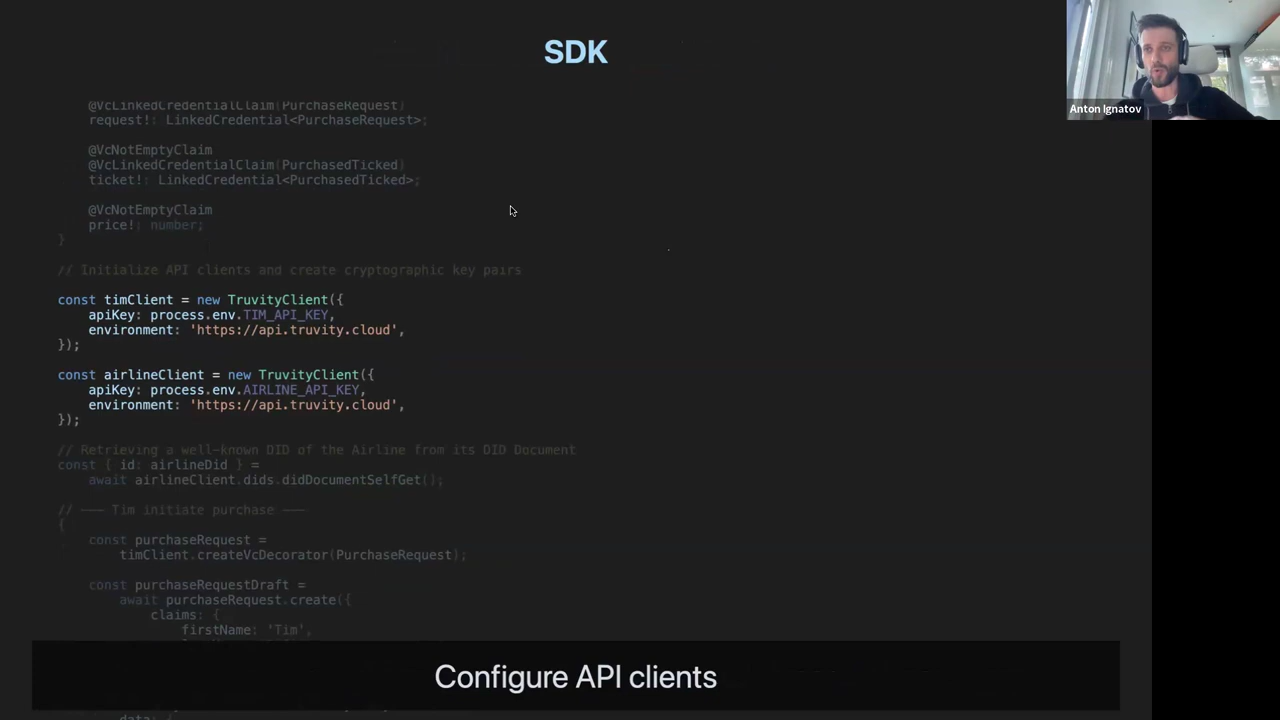 SDK
Anton Ignatov
@VcLinkedCredentialClaim(PurchaseRequest)
request!: LinkedCredential<PurchaseRequest>;
@VcNotEmptyClaim
@VcLinkedCredentialClaim(PurchasedTicked)
ticket!: LinkedCredential<PurchasedTicked>;
@VcNotEmptyClaim
price!: number;
}
// Initialize API clients and create cryptographic key pairs
const timClient = new TruvityClient({
apiKey: process.env.TIM_API_KEY,
environment: 'https://api.truvity.cloud',
});
const airlineClient = new TruvityClient({
apiKey: process.env.AIRLINE_API_KEY,
environment: 'https://api.truvity.cloud',
});
// Retrieving a well-known DID of the Airline from its DID Document
const { id: airlineDid } =
await airlineClient.dids.didDocumentSelfGet();
// —— Tim initiate purchase ——
{
const purchaseRequest =
timClient.createVcDecorator(PurchaseRequest);
const purchaseRequestDraft =
await purchaseRequest.create({
claims: {
firstName: 'Tim',
Configure API clients
data: {